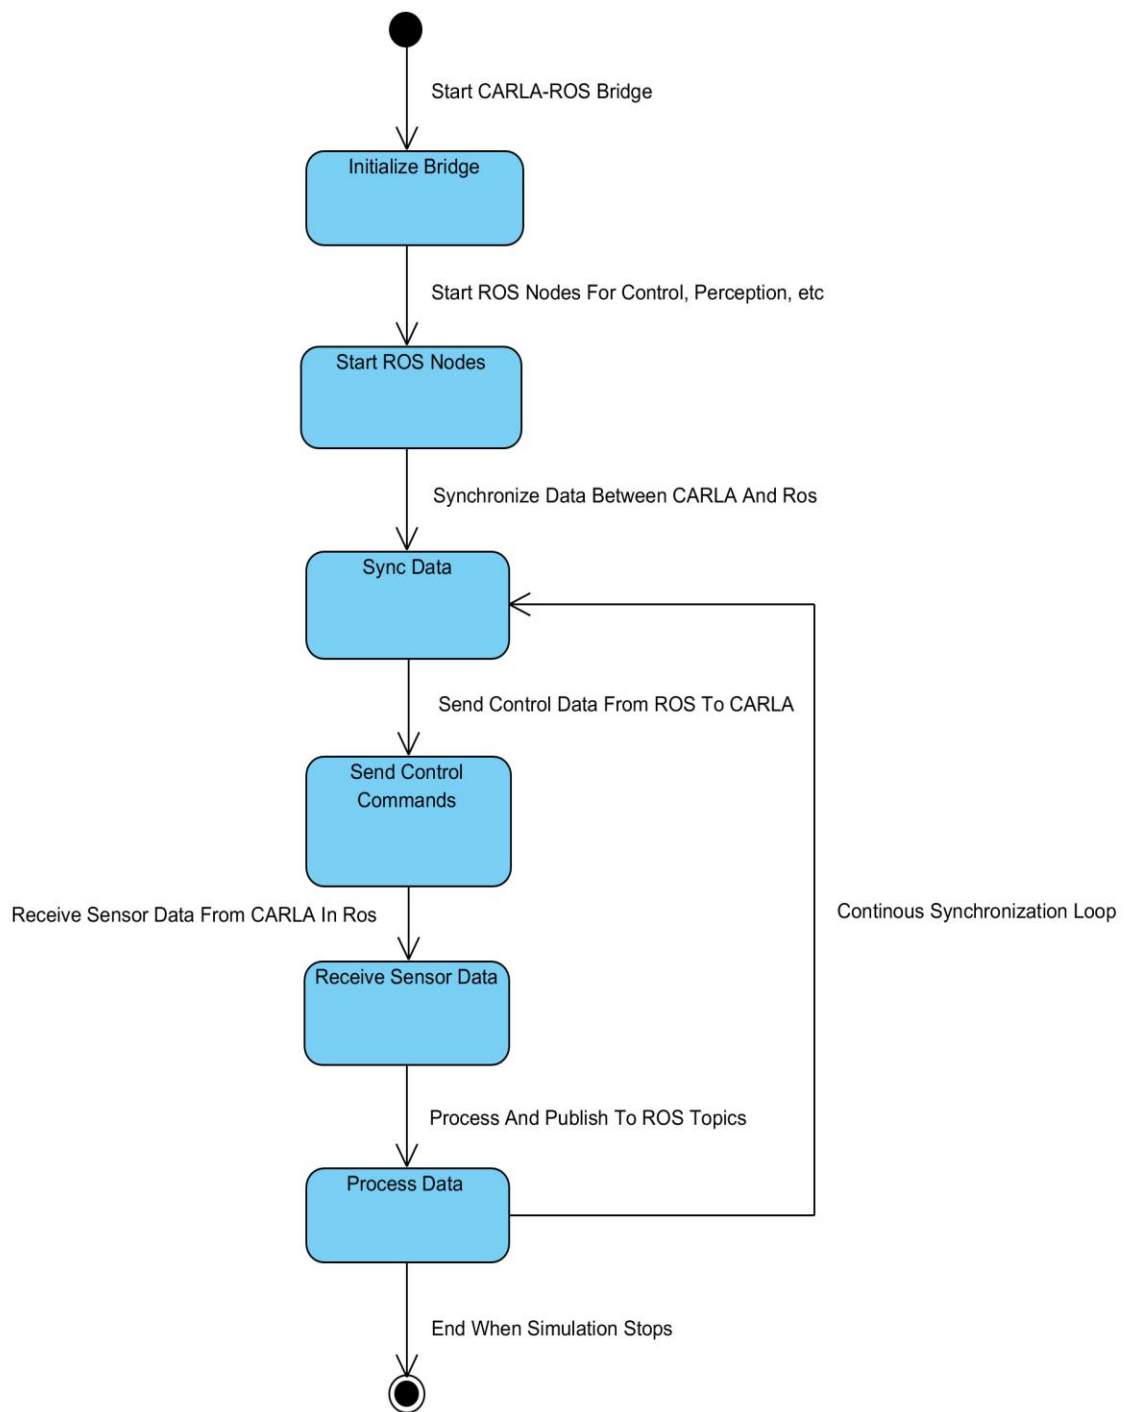 Start CARLA-ROS Bridge
Initialize Bridge
Start ROS Nodes For Control, Perception, etc
Start ROS Nodes
Synchronize Data Between CARLA And Ros
Sync Data
Send Control Data From ROS To CARLA
Send Control
Commands
Receive Sensor Data From CARLA In Ros
Continous Synchronization Loop
Receive Sensor Data
Process And Publish To ROS Topics
Process Data
End When Simulation Stops